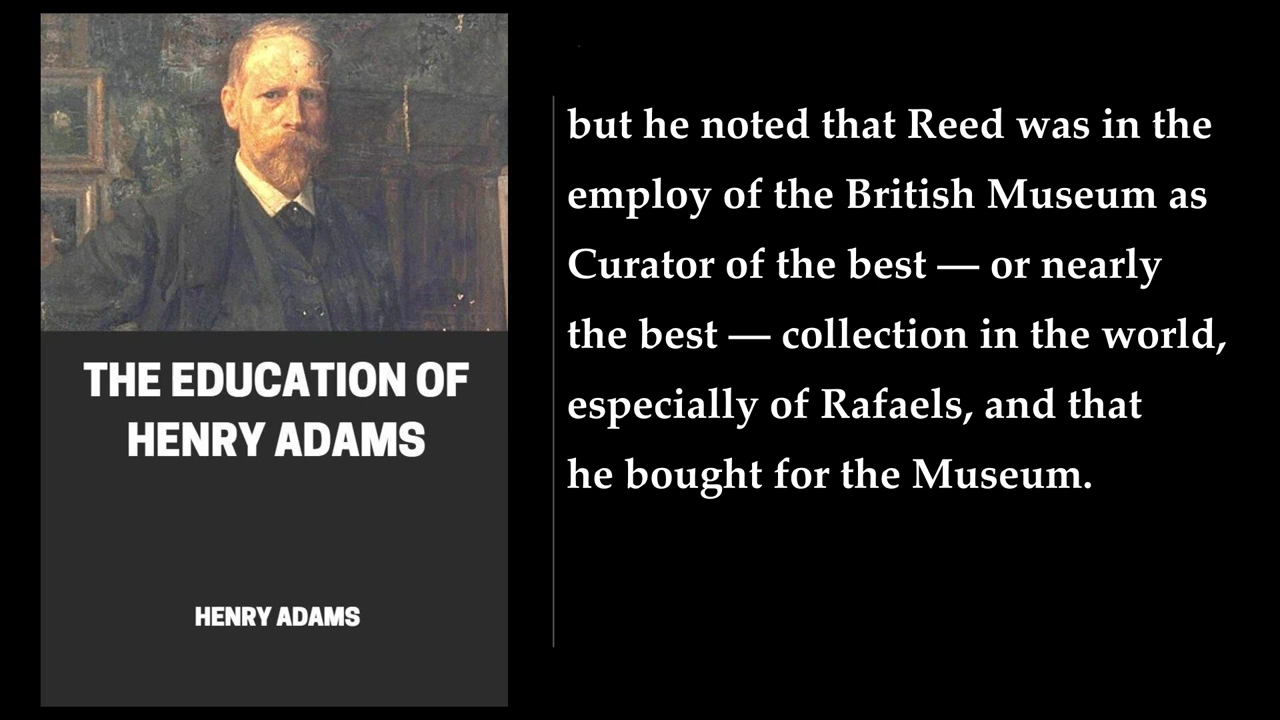 THE EDUCATION OF
HENRY ADAMS
HENRY ADAMS
but he noted that Reed was in the
employ of the British Museum as
Curator of the best — or nearly
the best — collection in the world,
especially of Rafaels, and that
he bought for the Museum.